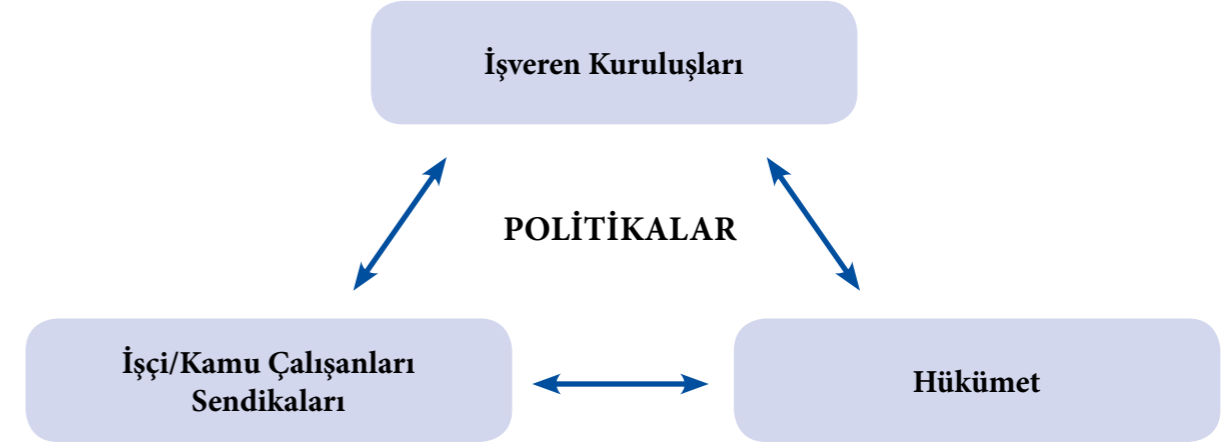 İşveren Kuruluşları
POLİTİKALAR
İşçi/Kamu Çalışanları
Sendikaları
Hükümet